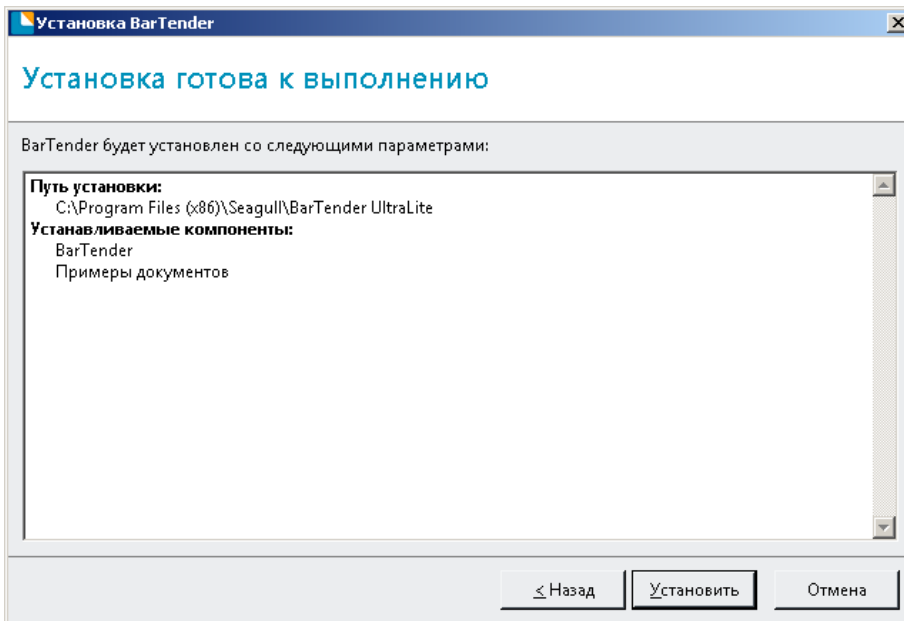 Установка BarTender
Установка готова к выполнению
BarTender будет установлен со следующими параметрами:
Путь установки:
C:\Program Files (x86)\Seagull\BarTender UltraLite
Устанавливаемые компоненты:
BarTender
Примеры документов
< Назад
Установить
Отмена